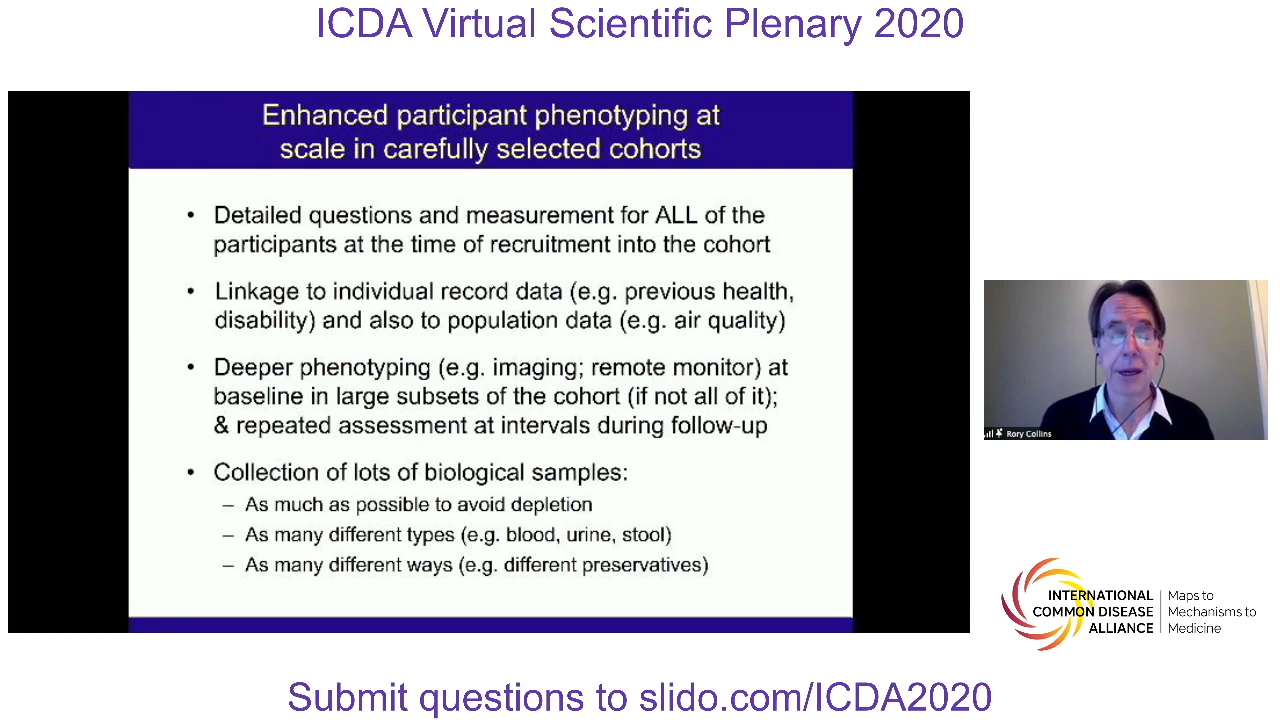 ICDA Virtual Scientific Plenary 2020
Enhanced participant phenotyping at
scale in carefully selected cohorts
• Detailed questions and measurement for ALL of the
participants at the time of recruitment into the cohort
• Linkage to individual record data (e.g. previous health,
disability) and also to population data (e.g. air quality)
• Deeper phenotyping (e.g. imaging; remote monitor) at
baseline in large subsets of the cohort (if not all of it);
& repeated assessment at intervals during follow-up
• Collection of lots of biological samples:
– As much as possible to avoid depletion
– As many different types (e.g. blood, urine, stool)
– As many different ways (e.g. different preservatives)
Rory Collins
INTERNATIONAL
COMMON DISEASE
ALLIANCE
Maps to
Mechanisms to
Medicine
Submit questions to slido.com/ICDA2020